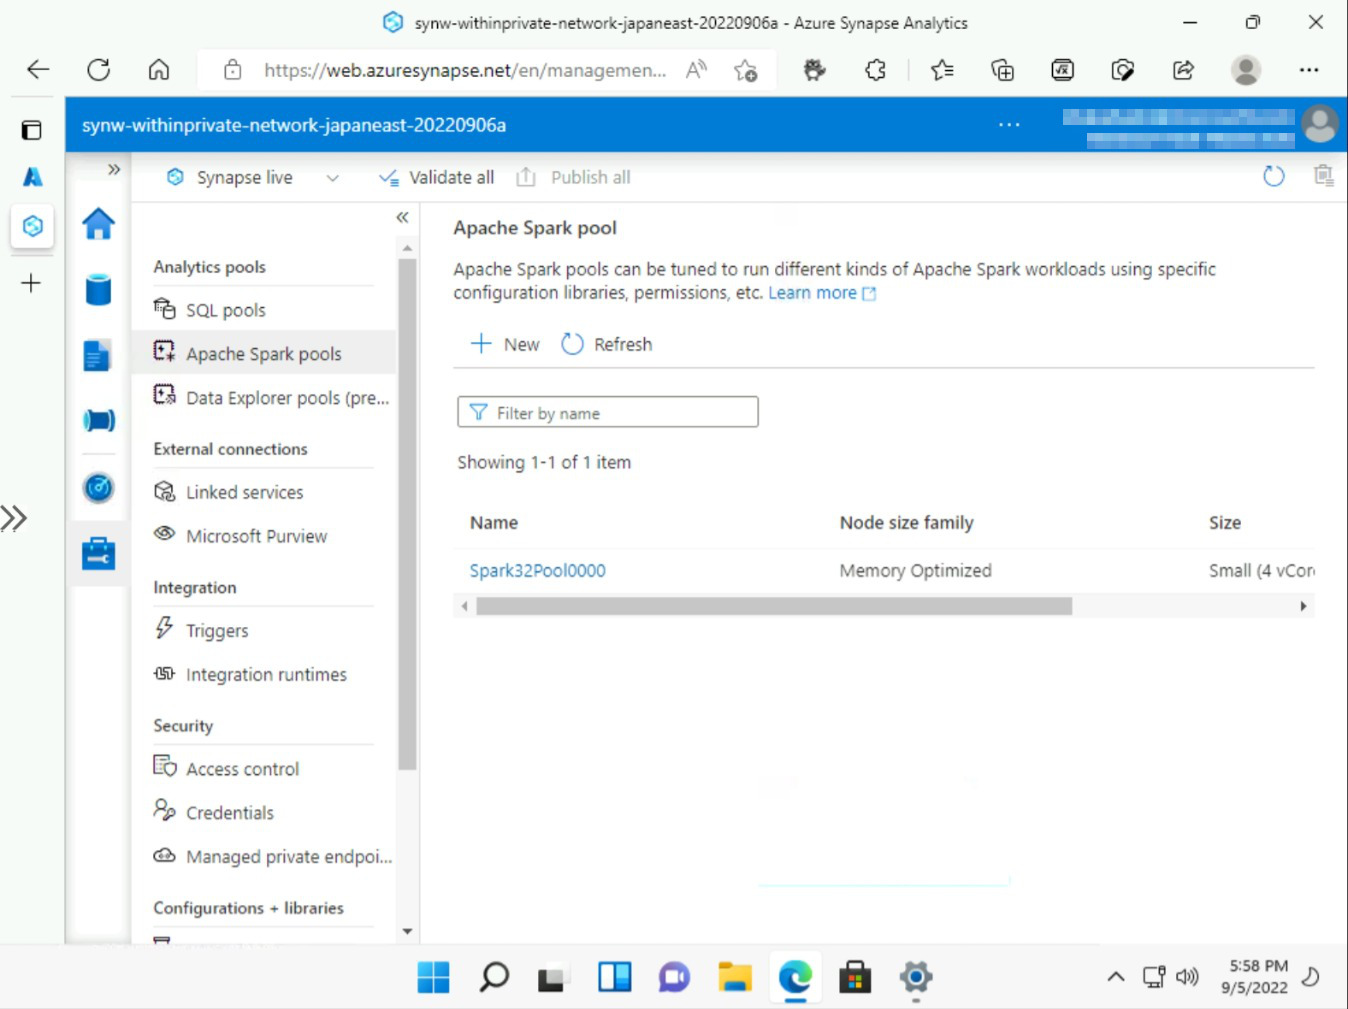 synw-withinprivate-network-japaneast-20220906a - Azure Synapse Analytics
https://web.azuresynapse.net/en/managemen...
synw-withinprivate-network-japaneast-20220906a
Synapse live
Validate all
Publish all
Analytics pools
SQL pools
Apache Spark pools
Data Explorer pools (pre...
External connections
Linked services
Microsoft Purview
Integration
Triggers
Integration runtimes
Security
Access control
Credentials
Managed private endpoi...
Configurations + libraries
Apache Spark pool
Apache Spark pools can be tuned to run different kinds of Apache Spark workloads using specific
configuration libraries, permissions, etc. Learn more
New
Refresh
Filter by name
Showing 1-1 of 1 item
Name Node size family Size
Spark32Pool0000 Memory Optimized Small (4 vCor
5:58 PM
9/5/2022